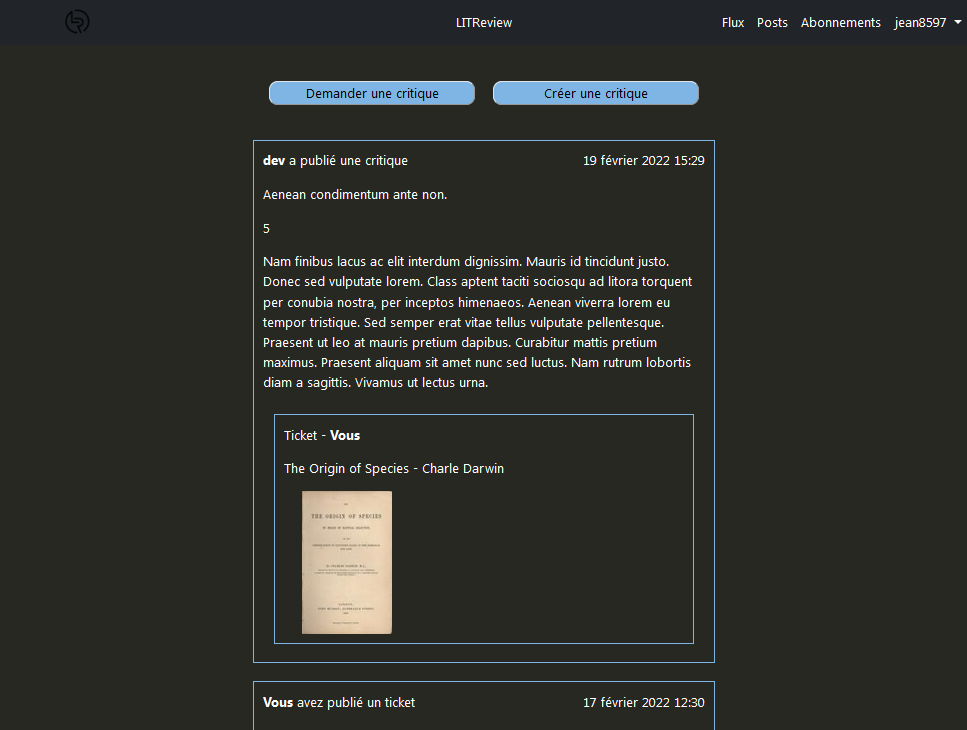 LITReview
Flux Posts Abonnements jean8597
Demander une critique
Créer une critique
dev a publié une critique 19 février 2022 15:29
Aenean condimentum ante non.
5
Nam finibus lacus ac elit interdum dignissim. Mauris id tincidunt justo.
Donec sed vulputate lorem. Class aptent taciti sociosqu ad litora torquent
per conubia nostra, per inceptos himenaeos. Aenean viverra lorem eu
tempor tristique. Sed semper erat vitae tellus vulputate pellentesque.
Praesent ut leo at mauris pretium dapibus. Curabitur mattis pretium
maximus. Praesent aliquam sit amet nunc sed luctus. Nam rutrum lobortis
diam a sagittis. Vivamus ut lectus urna.
Ticket - Vous
The Origin of Species - Charle Darwin
THE ORIGIN OF SPECIES
Vous avez publié un ticket 17 février 2022 12:30